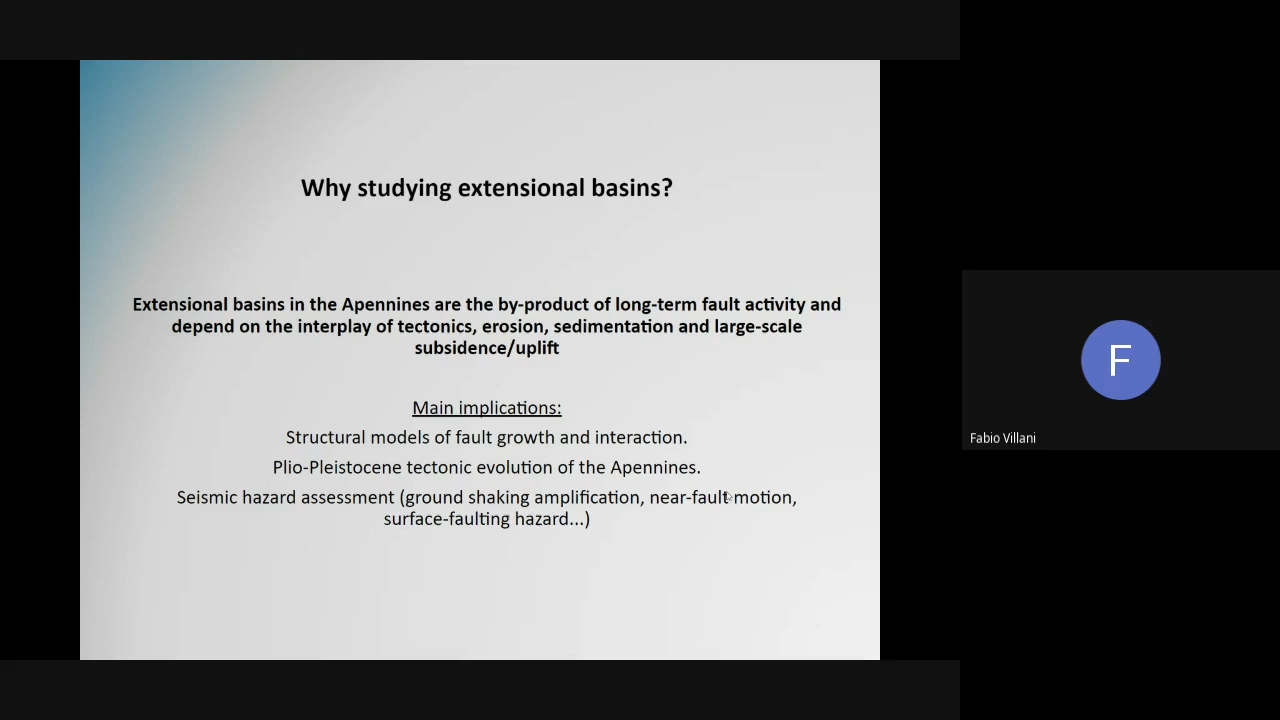 Why studying extensional basins?
Extensional basins in the Apennines are the by-product of long-term fault activity and
depend on the interplay of tectonics, erosion, sedimentation and large-scale
subsidence/uplift
Main implications:
Structural models of fault growth and interaction.
Plio-Pleistocene tectonic evolution of the Apennines.
Seismic hazard assessment (ground shaking amplification, near-fault motion,
surface-faulting hazard...)
F
Fabio Villani